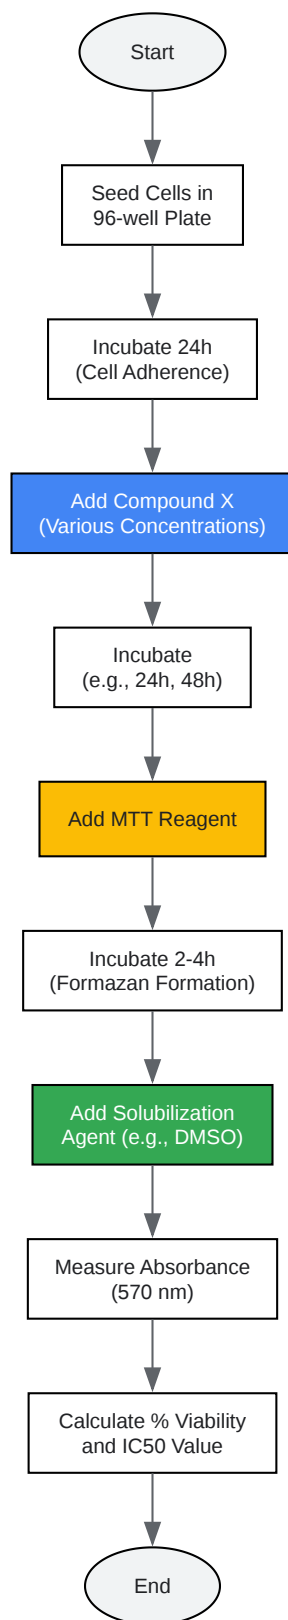 Start
Seed Cells in
96-well Plate
Incubate 24h
(Cell Adherence)
Add Compound X
(Various Concentrations)
Incubate
(e.g., 24h, 48h)
Add MTT Reagent
Incubate 2-4h
(Formazan Formation)
Add Solubilization
Agent (e.g., DMSO)
Measure Absorbance
(570 nm)
Calculate % Viability
and IC50 Value
End